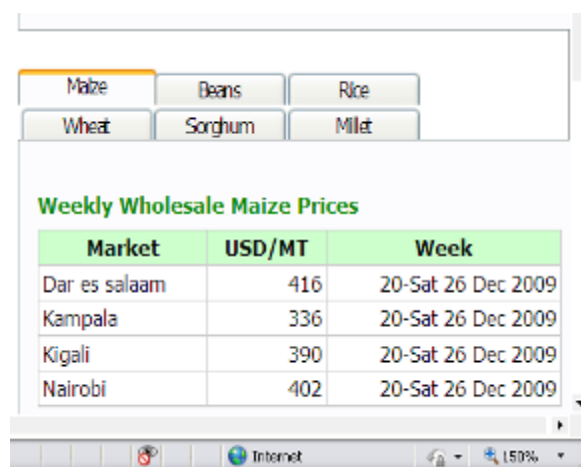 Maize Beans Rice
Wheat Sorghum Millet
Weekly Wholesale Maize Prices
Market USD/MT Week
Dar es salaam 416 20-Sat 26 Dec 2009
Kampala 336 20-Sat 26 Dec 2009
Kigali 390 20-Sat 26 Dec 2009
Nairobi 402 20-Sat 26 Dec 2009
Internet 150%